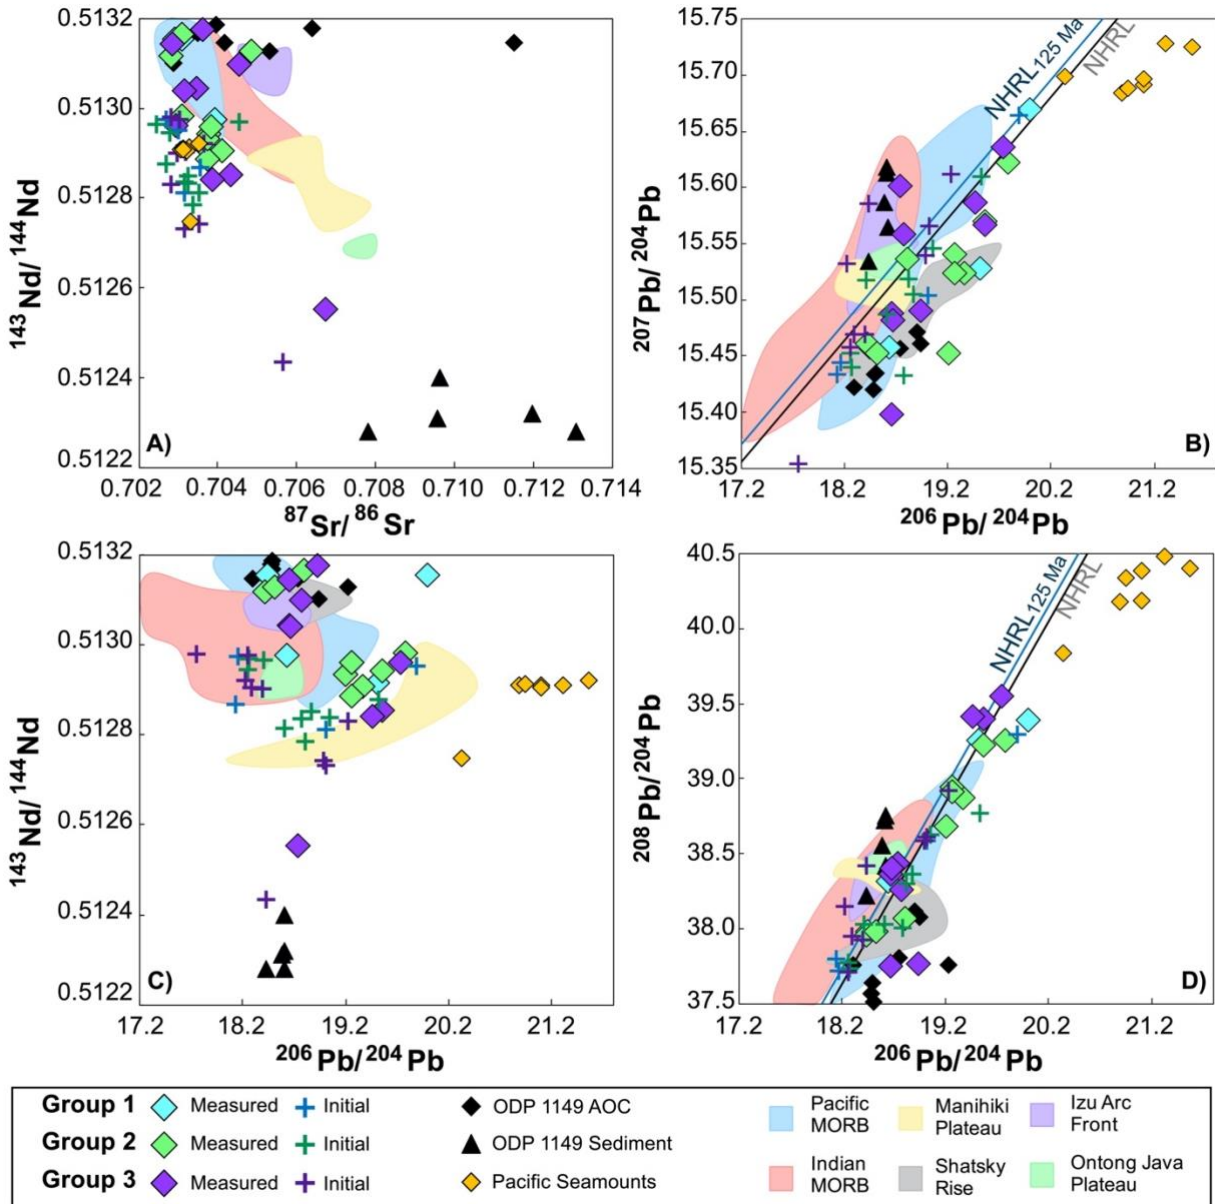 0.5132
0.5130
0.5128
0.5126
0.5124
0.5122
143Nd/144Nd
A)
0.702
0.704
0.706
0.708
0.710
0.712
0.714
87Sr/86Sr
15.75
15.70
15.65
15.60
15.55
15.50
15.45
15.40
15.35
207Pb/204Pb
NHRL125 Ma
NHRL
B)
17.2
18.2
19.2
20.2
21.2
206Pb/204Pb
0.5132
0.5130
0.5128
0.5126
0.5124
0.5122
143Nd/144Nd
C)
17.2
18.2
19.2
20.2
21.2
206Pb/204Pb
40.5
40.0
39.5
39.0
38.5
38.0
37.5
208Pb/204Pb
NHRL125 Ma
NHRL
D)
17.2
18.2
19.2
20.2
21.2
206Pb/204Pb
Group 1 Measured Initial
Group 2 Measured Initial
Group 3 Measured Initial
ODP 1149 AOC
ODP 1149 Sediment
Pacific Seamounts
Pacific
MORB
Manihiki
Plateau
Izu Arc
Front
Indian
MORB
Shatsky
Rise
Ontong Java
Plateau